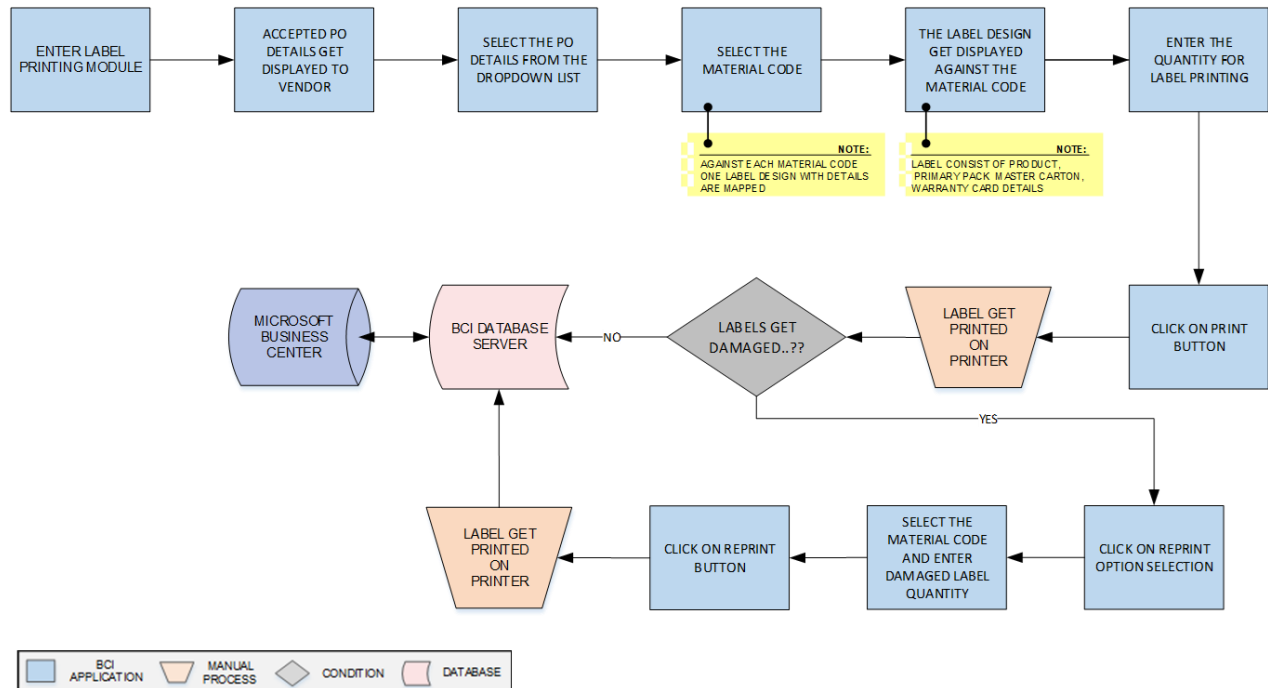 ENTER LABEL
PRINTING MODULE
ACCEPTED PO
DETAILS GET
DISPLAYED TO
VENDOR
SELECT THE PO
DETAILS FROM THE
DROPDOWN LIST
SELECT THE
MATERIAL CODE
THE LABEL DESIGN
GET DISPLAYED
AGAINST THE
MATERIAL CODE
ENTER THE
QUANTITY FOR
LABEL PRINTING
NOTE:
AGAINST EACH MATERIAL CODE
ONE LABEL DESIGN WITH DETAILS
ARE MAPPED
NOTE:
LABEL CONSIST OF PRODUCT,
PRIMARY PACK MASTER CARTON,
WARRANTY CARD DETAILS
MICROSOFT
BUSINESS
CENTER
BCI DATABASE
SERVER
NO
LABELS GET
DAMAGED..??
LABEL GET
PRINTED
ON
PRINTER
CLICK ON PRINT
BUTTON
YES
LABEL GET
PRINTED
ON
PRINTER
CLICK ON REPRINT
BUTTON
SELECT THE
MATERIAL CODE
AND ENTER
DAMAGED LABEL
QUANTITY
CLICK ON REPRINT
OPTION SELECTION
BCI
APPLICATION
MANUAL
PROCESS
CONDITION
DATABASE